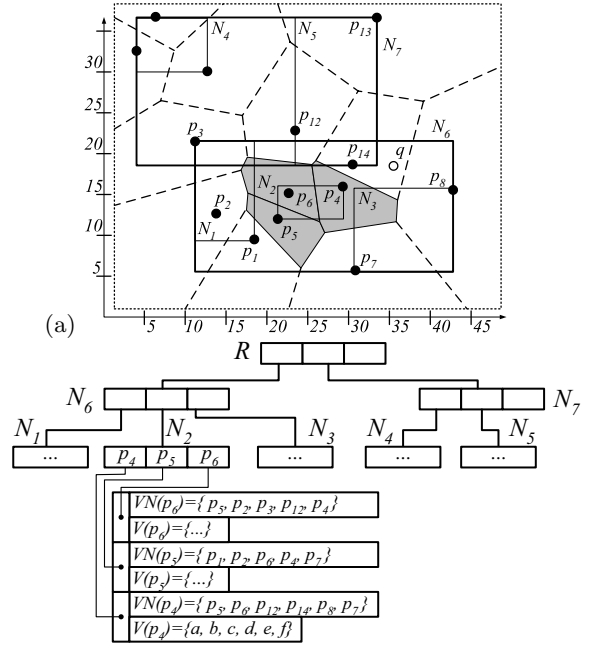 N4 N5 p13
N7
30
25 p12
20 p3 N6
p14 q
15 N2 p4 N3 p8
p2 p6
10 N1 p5
p1 p7
5
(a) 5 10 15 20 25 30 35 40 45
R
N6 N7
N1 N2 N3 N4 N5
... p4 p5 p6 ... ... ...
VN(p6)={ p5, p2, p3, p12, p4}
V(p6)={...}
VN(p5)={ p1, p2, p6, p4, p7}
V(p5)={...}
VN(p4)={ p5, p6, p12, p14, p8, p7}
V(p4)={a, b, c, d, e, f}